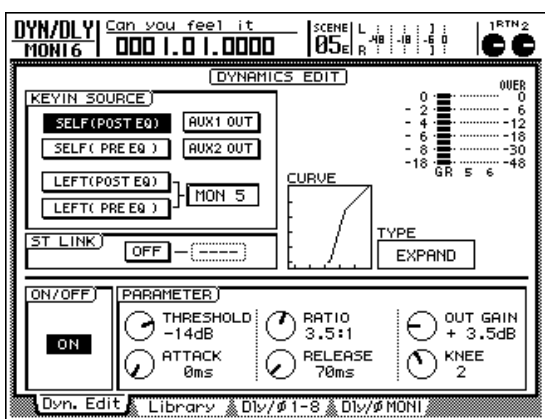 DYN/DLY Can you feel it SCENE L -48 -18 -6 0 1RTN2
MONI6 000 1.01.0000 05E R
DYNAMICS EDIT
KEYIN SOURCE
SELF(POST EQ) AUX1 OUT
SELF( PRE EQ ) AUX2 OUT
LEFT(POST EQ)
LEFT( PRE EQ )
MON 5
OVER
0 0
- 2 - 6
- 4 -12
- 6 -18
- 8 -30
-18 -48
GR 5 6
CURVE
TYPE
EXPAND
ST LINK
OFF ----
ON/OFF
ON
PARAMETER
THRESHOLD RATIO OUT GAIN
-14dB 3.5:1 + 3.5dB
ATTACK RELEASE KNEE
0ms 70ms 2
Dyn. Edit Library Dly/ø1-8 Dly/øMONI